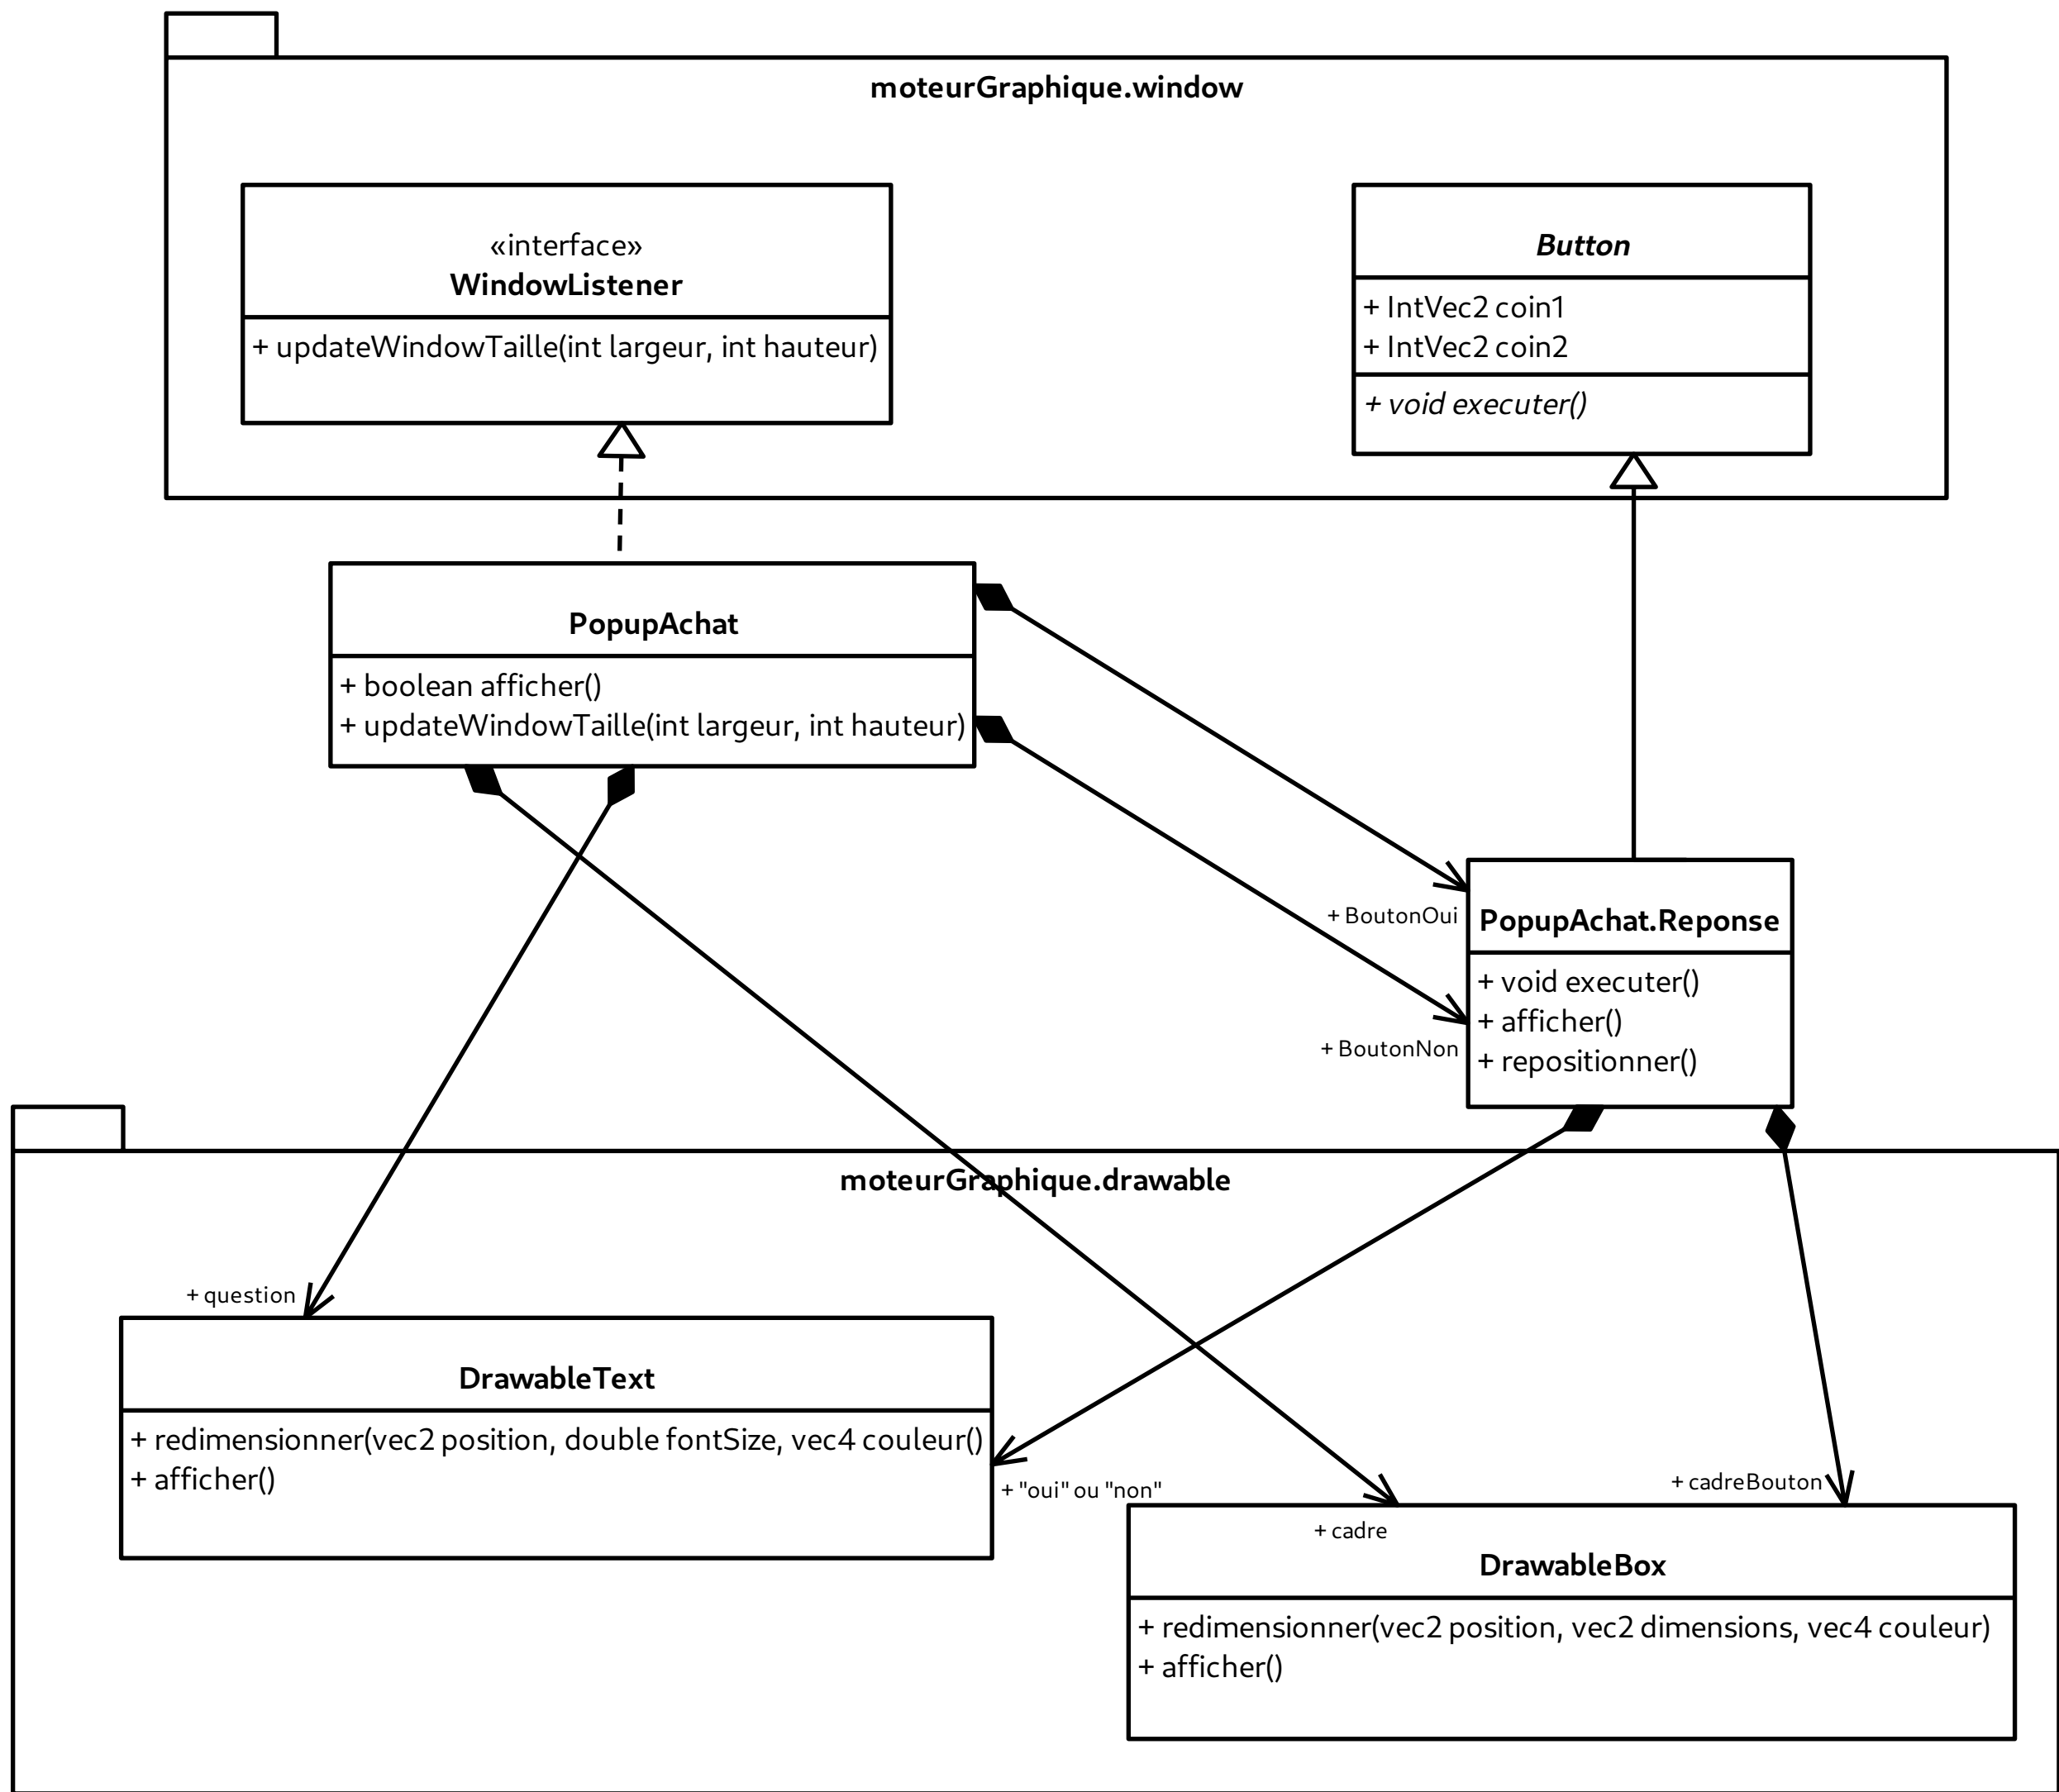 moteurGraphique.window
«interface»
WindowListener
+ updateWindowTaille(int largeur, int hauteur)
Button
+ IntVec2 coin1
+ IntVec2 coin2
+ void executer()
PopupAchat
+ boolean afficher()
+ updateWindowTaille(int largeur, int hauteur)
+ BoutonOui
+ BoutonNon
PopupAchat.Reponse
+ void executer()
+ afficher()
+ repositionner()
moteurGraphique.drawable
+ question
DrawableText
+ redimensionner(vec2 position, double fontSize, vec4 couleur()
+ afficher()
+ "oui" ou "non"
+ cadreBouton
+ cadre
DrawableBox
+ redimensionner(vec2 position, vec2 dimensions, vec4 couleur)
+ afficher()